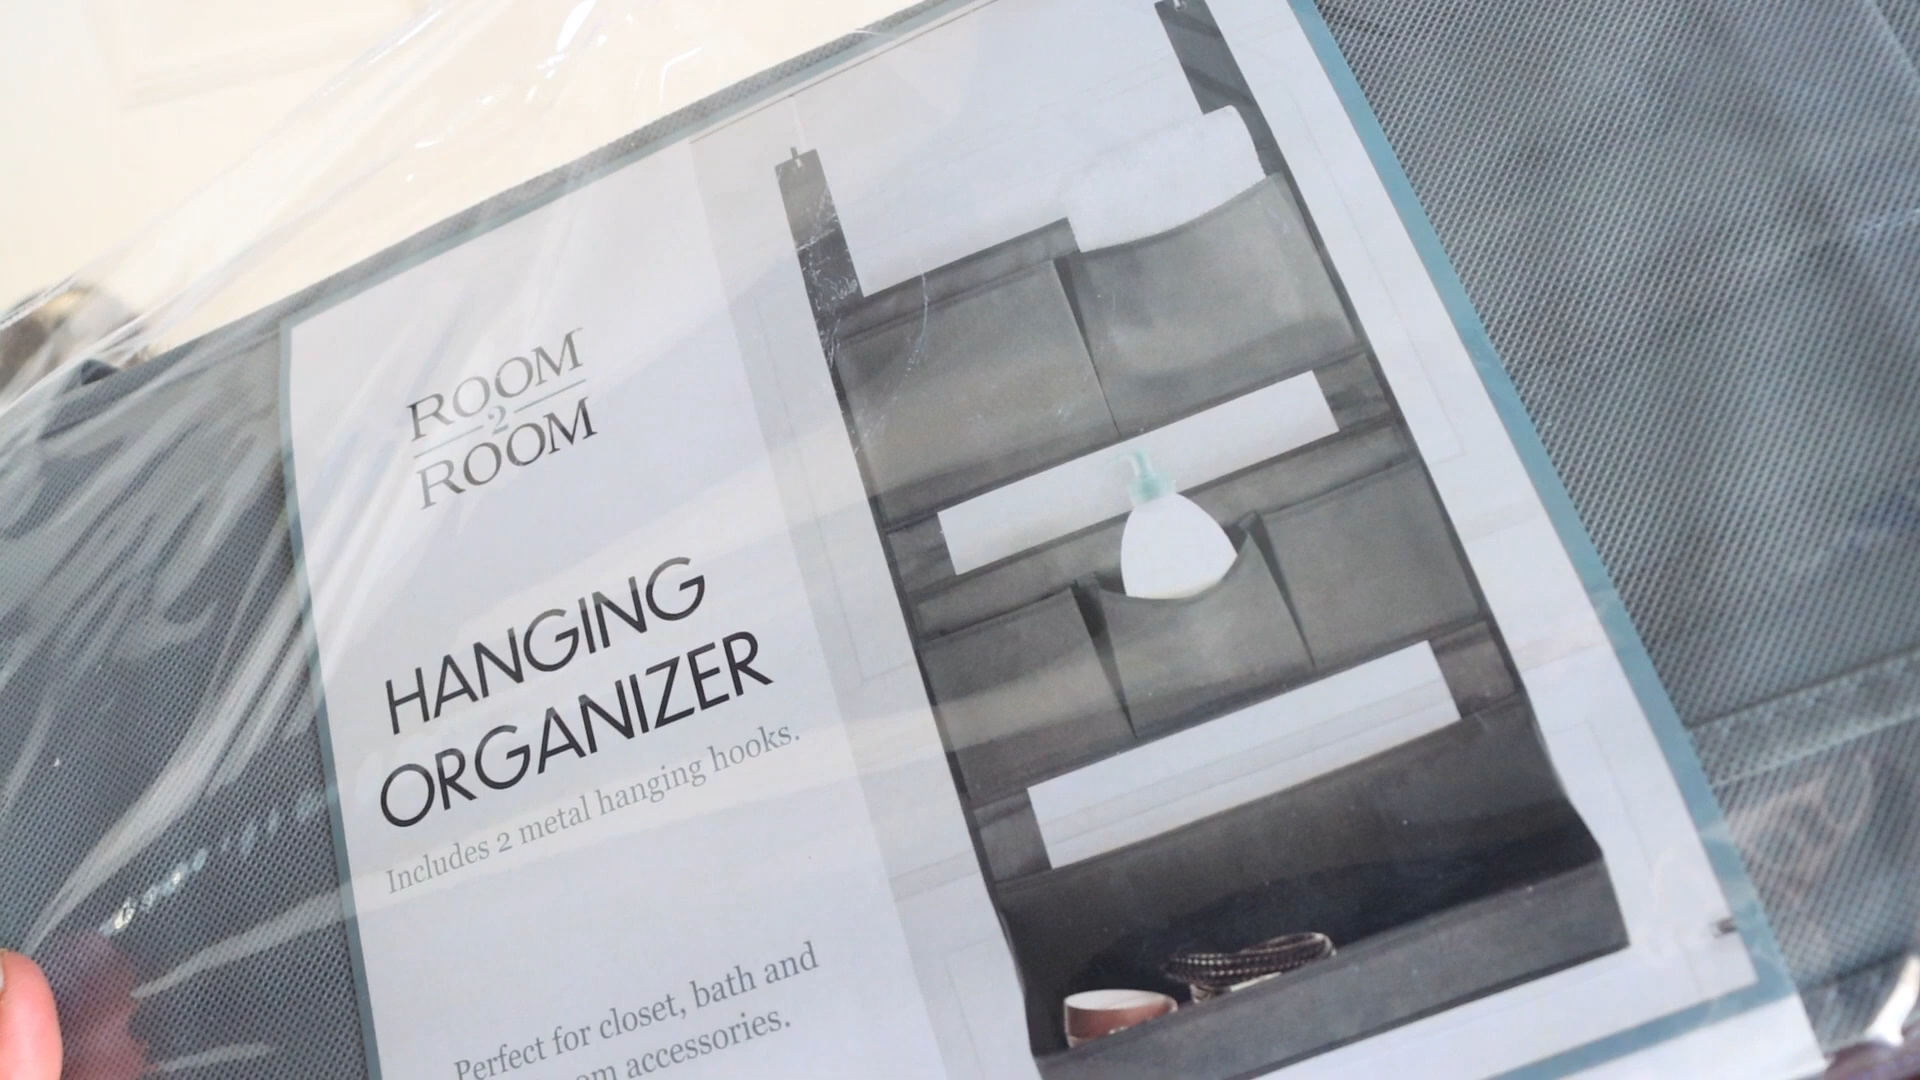 ROOM
2
ROOM
HANGING
ORGANIZER
Includes 2 metal hanging hooks.
Perfect for closet, bath and
accessories.